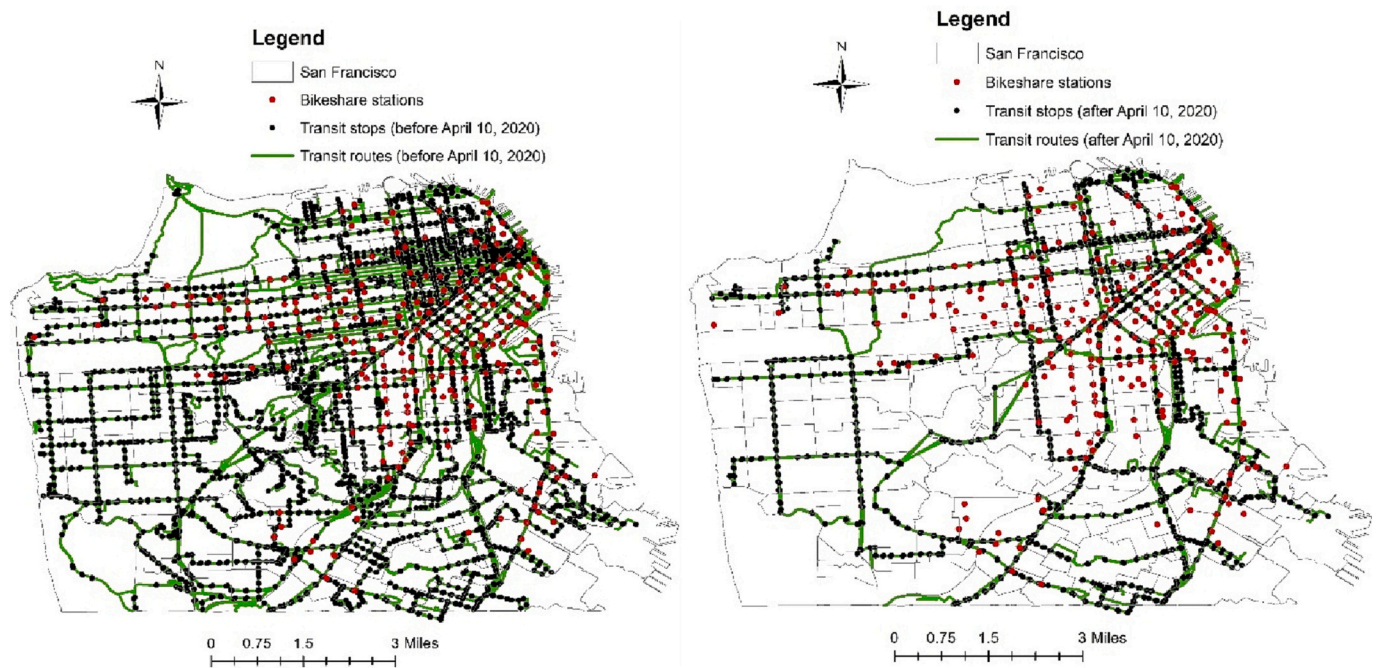 Legend
N
San Francisco
Bikeshare stations
Transit stops (before April 10, 2020)
Transit routes (before April 10, 2020)
0 0.75 1.5 3 Miles
Legend
N
San Francisco
Bikeshare stations
Transit stops (after April 10, 2020)
Transit routes (after April 10, 2020)
0 0.75 1.5 3 Miles